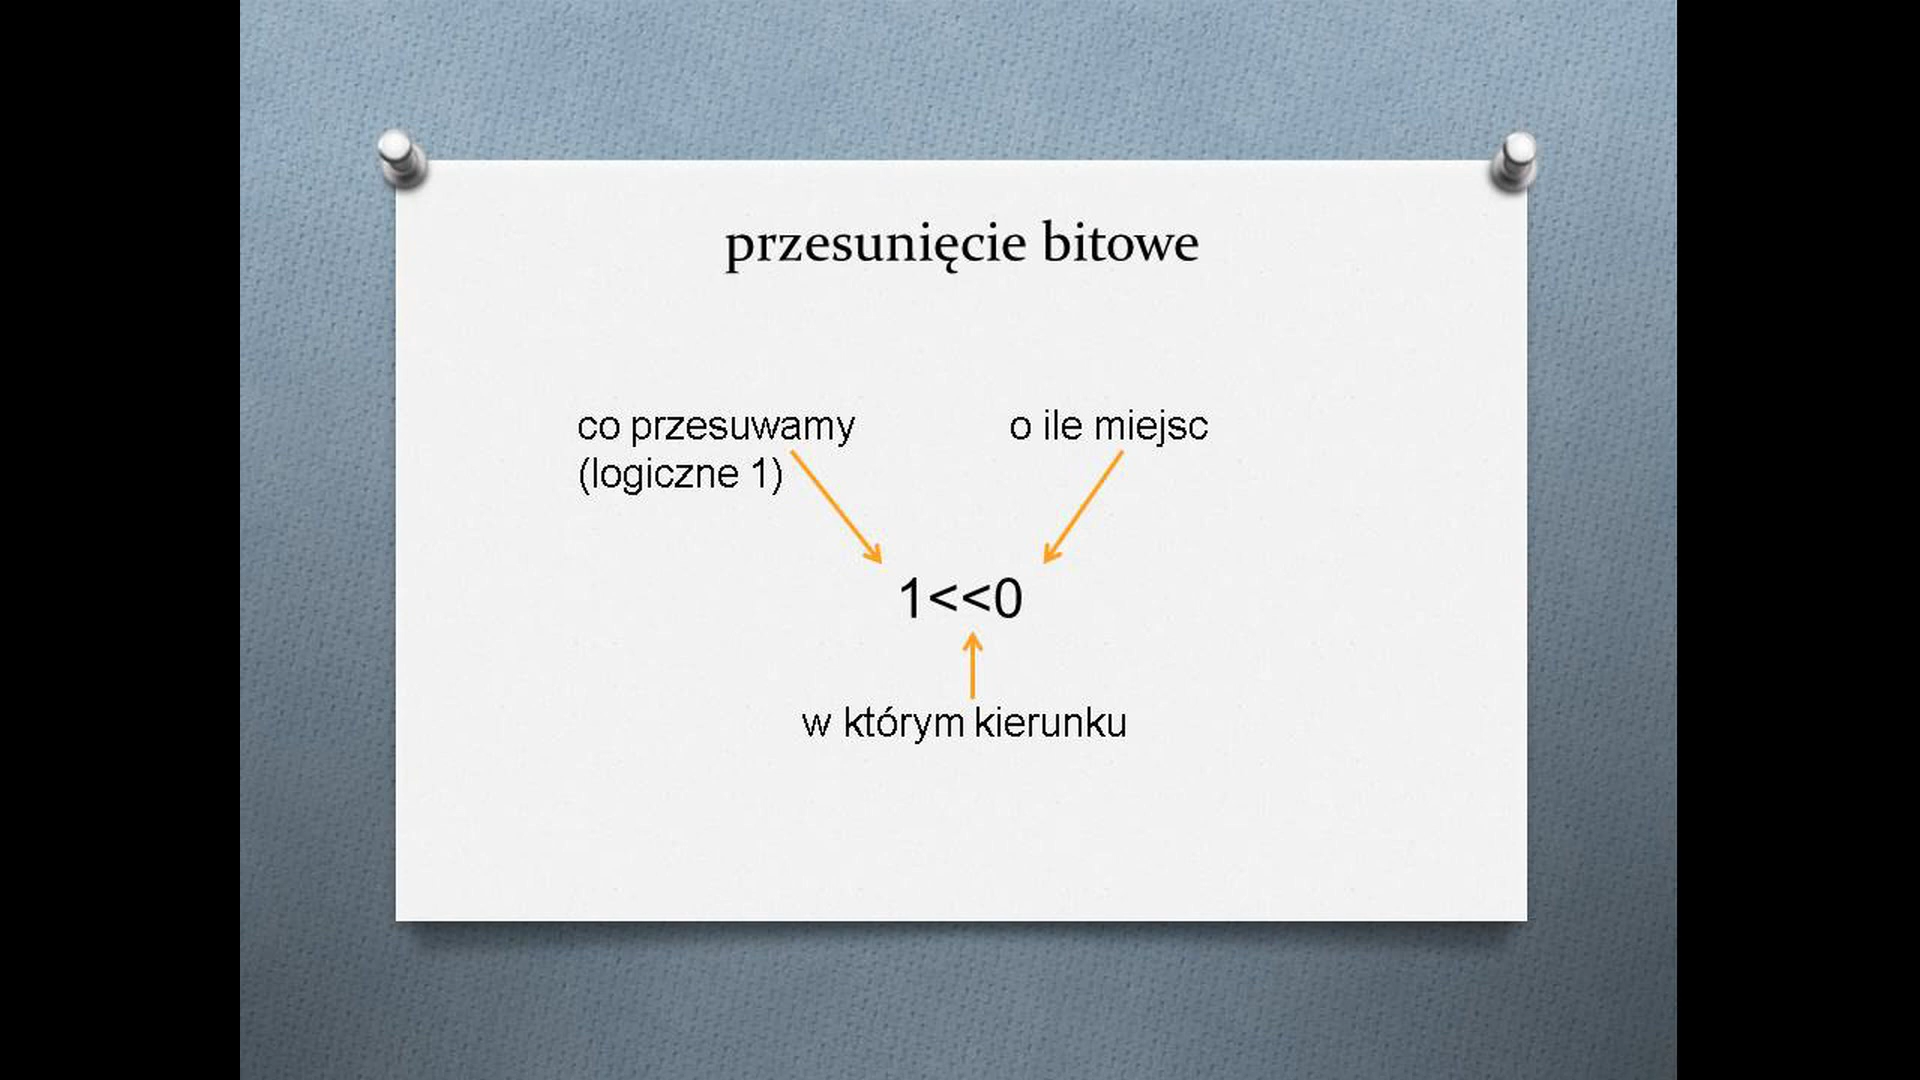 przesunięcie bitowe
co przesuwamy
(logiczne 1)
o ile miejsc
1<<0
w którym kierunku